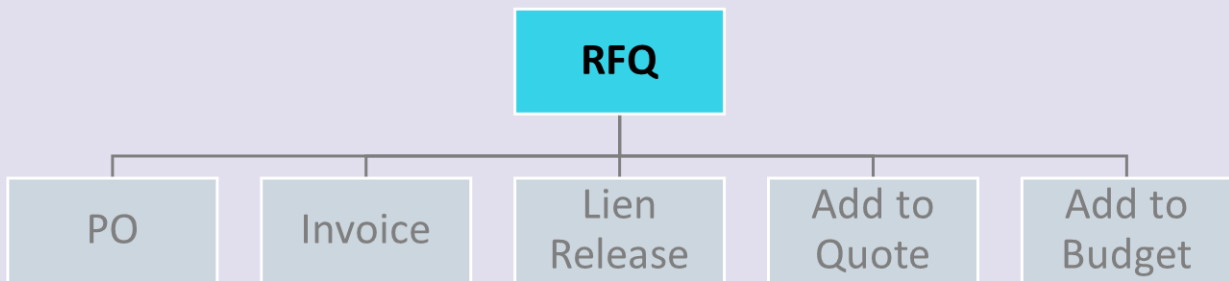 RFQ
PO
Invoice
Lien
Release
Add to
Quote
Add to
Budget